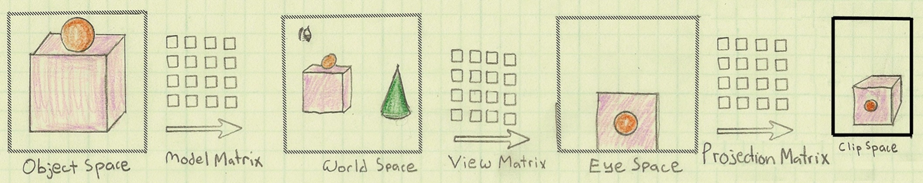 Object Space
Model Matrix
World Space
View Matrix
Eye Space
Projection Matrix
Clip Space